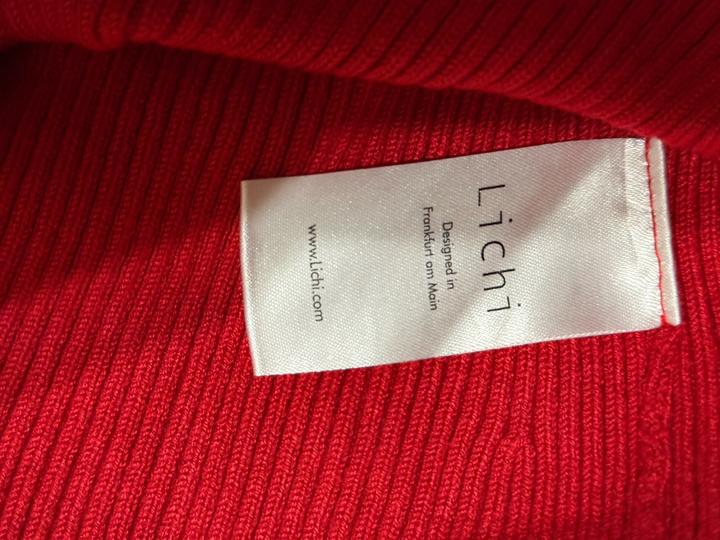 Lichi
Designed in
Frankfurt am Main
www.Lichi.com